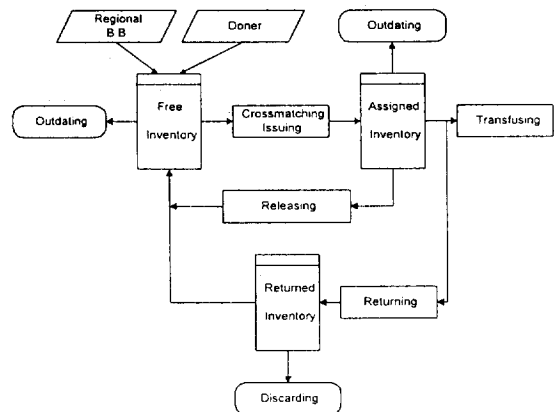 Regional
B B
Doner
Outdating
Free
Inventory
Outdating
Crossmatching
Issuing
Assigned
Inventory
Transfusing
Releasing
Returned
Inventory
Returning
Discarding